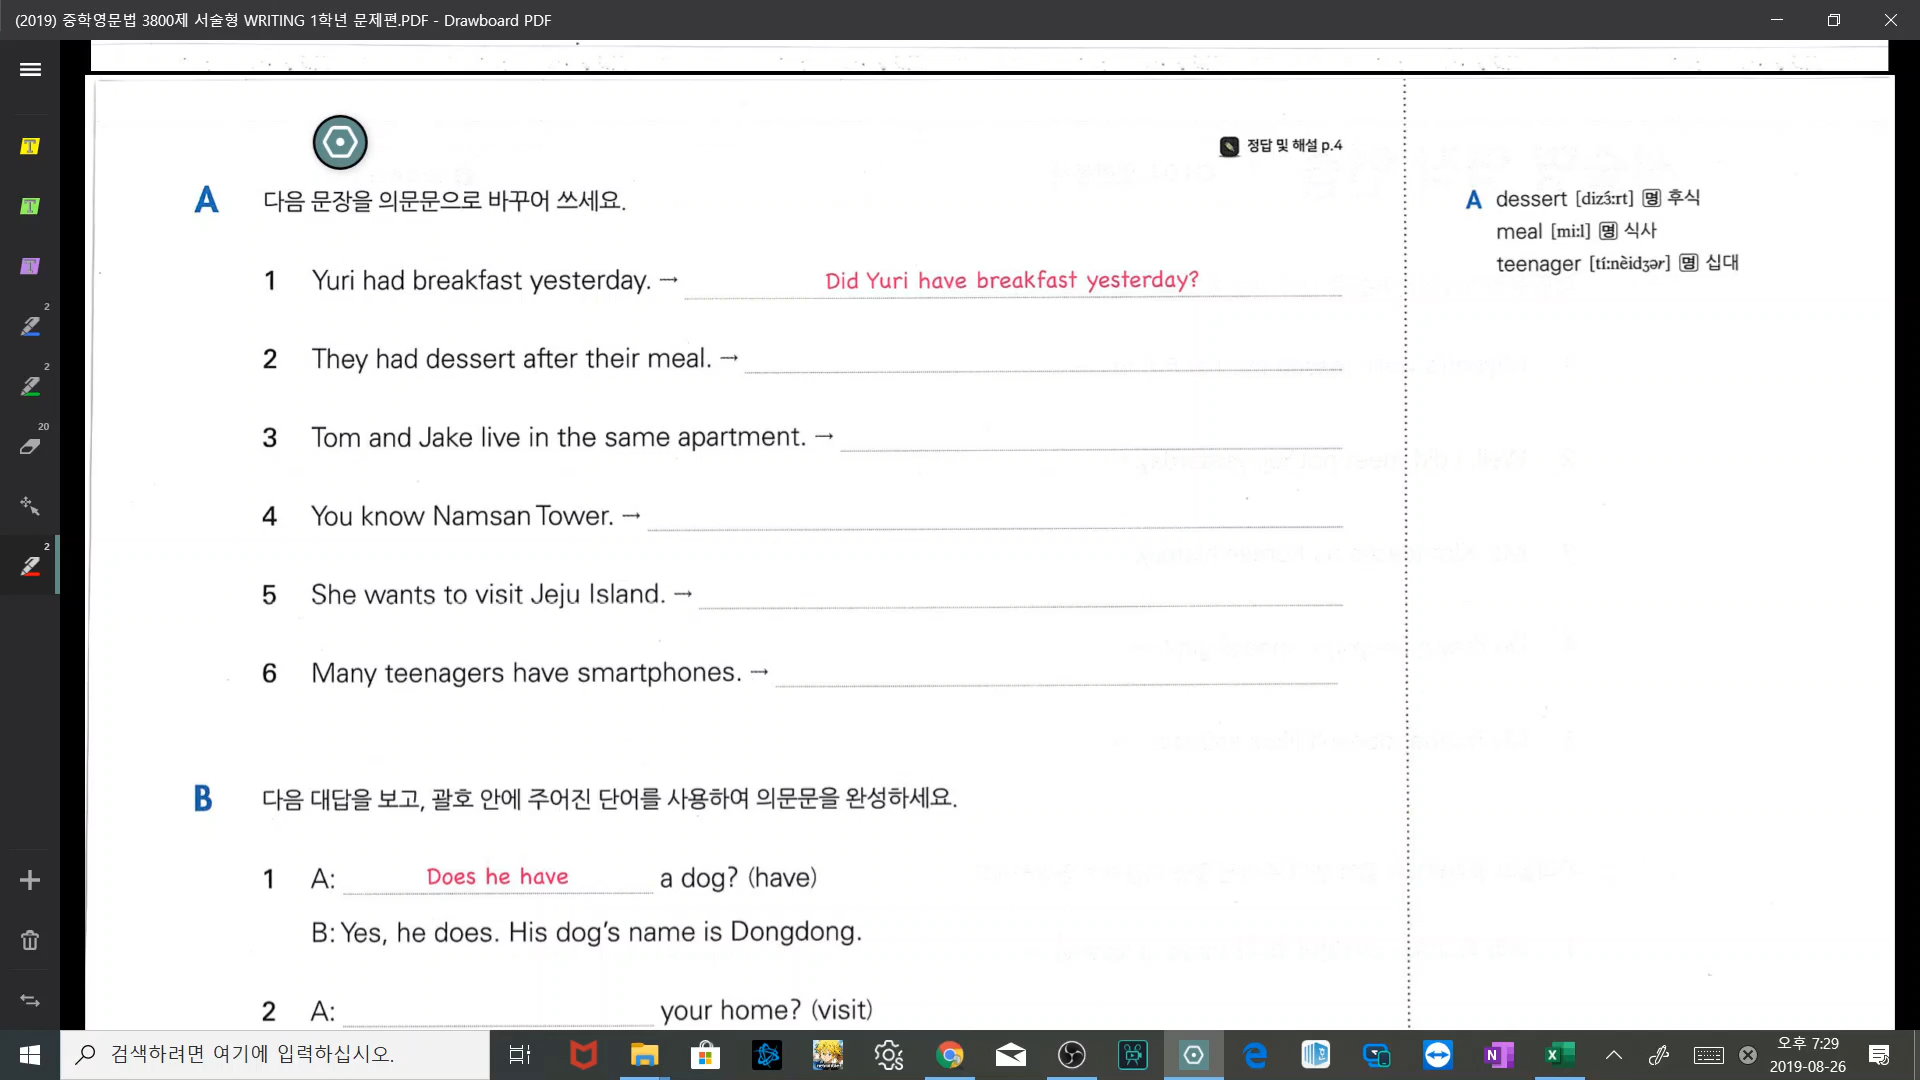 (2019) 중학영문법 3800제 서술형 WRITING 1학년 문제편.PDF - Drawboard PDF
정답 및 해설 p.4
A 다음 문장을 의문문으로 바꾸어 쓰세요.
1 Yuri had breakfast yesterday. → Did Yuri have breakfast yesterday?
2 They had dessert after their meal. →
3 Tom and Jake live in the same apartment. →
4 You know Namsan Tower. →
5 She wants to visit Jeju Island. →
6 Many teenagers have smartphones. →
B 다음 대답을 보고, 괄호 안에 주어진 단어를 사용하여 의문문을 완성하세요.
1 A: Does he have a dog? (have)
B: Yes, he does. His dog's name is Dongdong.
2 A: your home? (visit)
A dessert [dizə́ːrt] 명 후식
meal [miːl] 명 식사
teenager [tíːnèidʒər] 명 십대
2
2
20
2
검색하려면 여기에 입력하십시오.
오후 7:29
2019-08-26